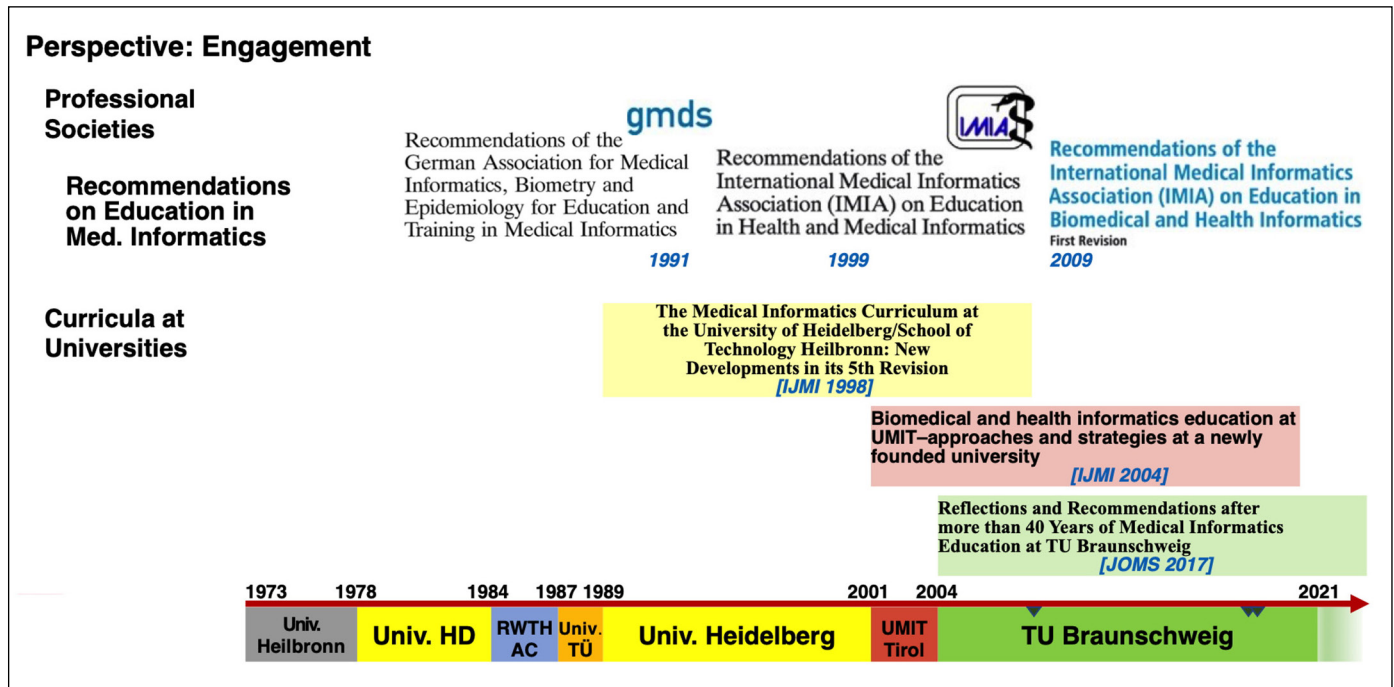 Perspective: Engagement
Professional
Societies
gmds
IMIA
Recommendations
on Education in
Med. Informatics
Recommendations of the
German Association for Medical
Informatics, Biometry and
Epidemiology for Education and
Training in Medical Informatics
1991
Recommendations of the
International Medical Informatics
Association (IMIA) on Education
in Health and Medical Informatics
1999
Recommendations of the
International Medical Informatics
Association (IMIA) on Education in
Biomedical and Health Informatics
First Revision
2009
Curricula at
Universities
The Medical Informatics Curriculum at
the University of Heidelberg/School of
Technology Heilbronn: New
Developments in its 5th Revision
[IJMI 1998]
Biomedical and health informatics education at
UMIT–approaches and strategies at a newly
founded university
[IJMI 2004]
Reflections and Recommendations after
more than 40 Years of Medical Informatics
Education at TU Braunschweig
[JOMS 2017]
1973 1978 1984 1987 1989 2001 2004 2021
Univ.
Heilbronn
Univ. HD
RWTH
AC
Univ.
TÜ
Univ. Heidelberg
UMIT
Tirol
TU Braunschweig